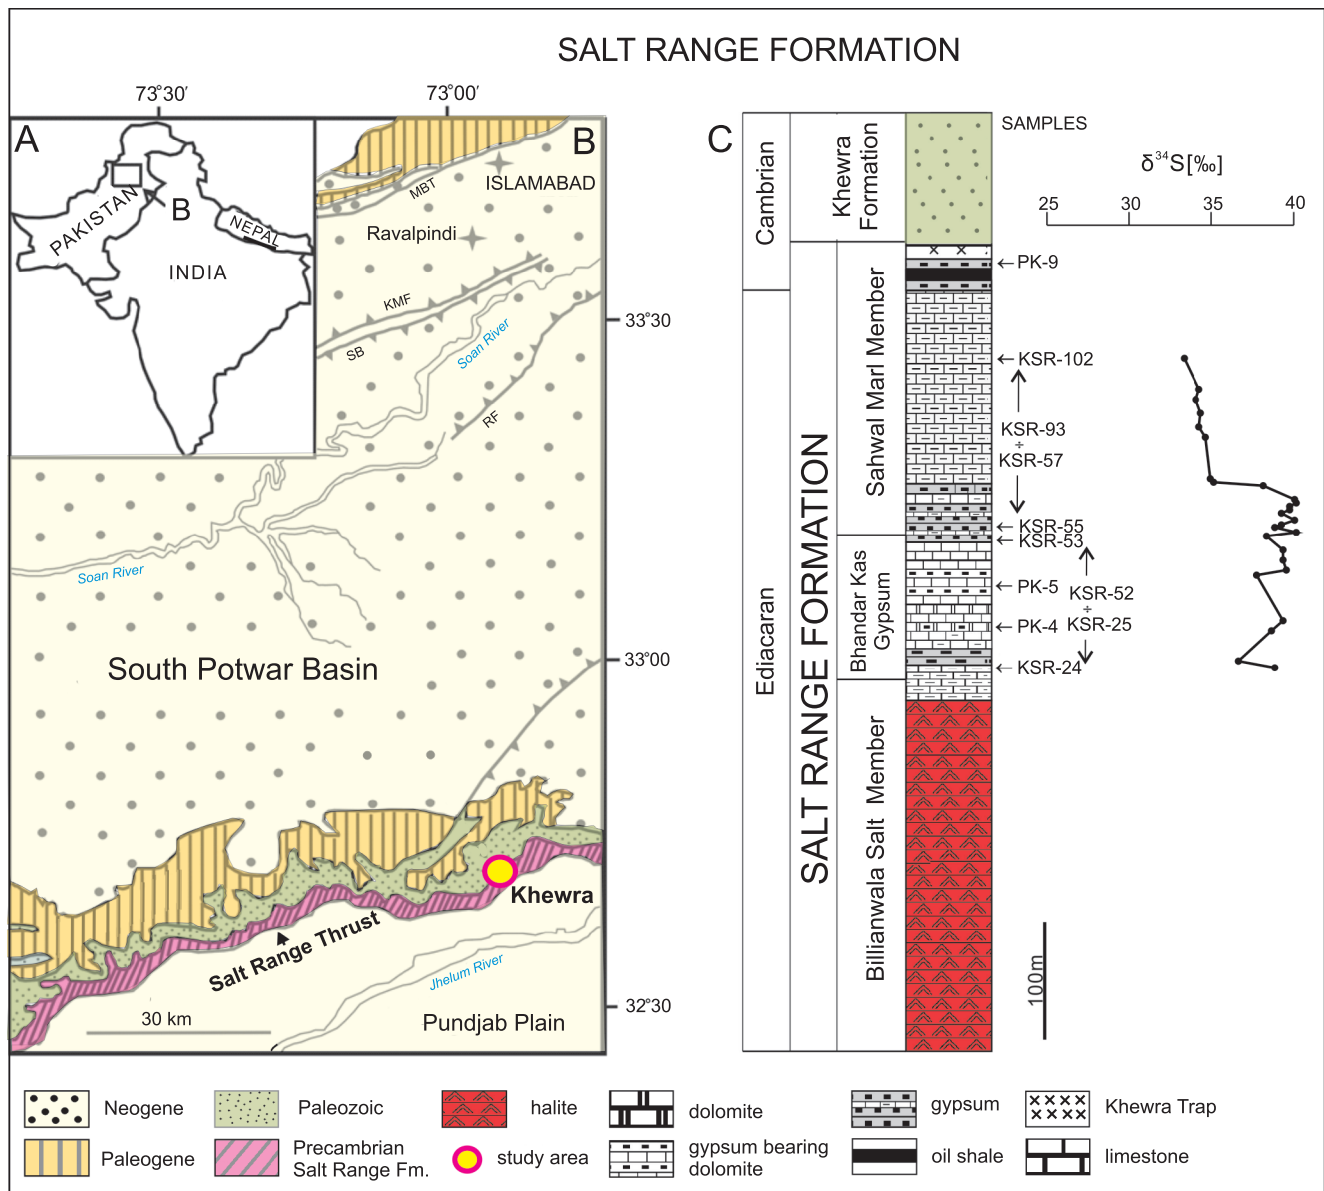 SALT RANGE FORMATION
73°30′
73°00′
A
PAKISTAN
B
NEPAL
INDIA
B
ISLAMABAD
MBT
Ravalpindi
KMF
SB
Soan River
RF
33°30
Soan River
South Potwar Basin
33°00
Khewra
Salt Range Thrust
Jhelum River
30 km
Pundjab Plain
32°30
C
Cambrian
Ediacaran
SALT RANGE FORMATION
Khewra
Formation
Sahwal Marl Member
Bhandar Kas
Gypsum
Billianwala Salt Member
SAMPLES
δ³⁴S[‰]
25
30
35
40
←PK-9
←KSR-102
KSR-93
÷
KSR-57
←KSR-55
←KSR-53
←PK-5
KSR-52
÷
KSR-25
←PK-4
←KSR-24
100m
Neogene
Paleozoic
halite
dolomite
gypsum
Khewra Trap
Paleogene
Precambrian
Salt Range Fm.
study area
gypsum bearing
dolomite
oil shale
limestone